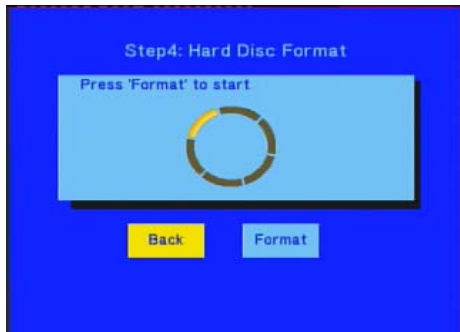 Step4: Hard Disc Format
Press 'Format' to start
Back
Format